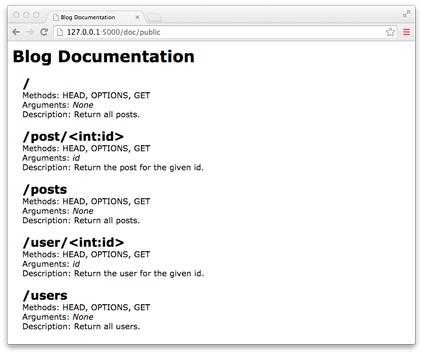 Blog Documentation
127.0.0.1:5000/doc/public
Blog Documentation
/
Methods: HEAD, OPTIONS, GET
Arguments: None
Description: Return all posts.
/post/<int:id>
Methods: HEAD, OPTIONS, GET
Arguments: id
Description: Return the post for the given id.
/posts
Methods: HEAD, OPTIONS, GET
Arguments: None
Description: Return all posts.
/user/<int:id>
Methods: HEAD, OPTIONS, GET
Arguments: id
Description: Return the user for the given id.
/users
Methods: HEAD, OPTIONS, GET
Arguments: None
Description: Return all users.